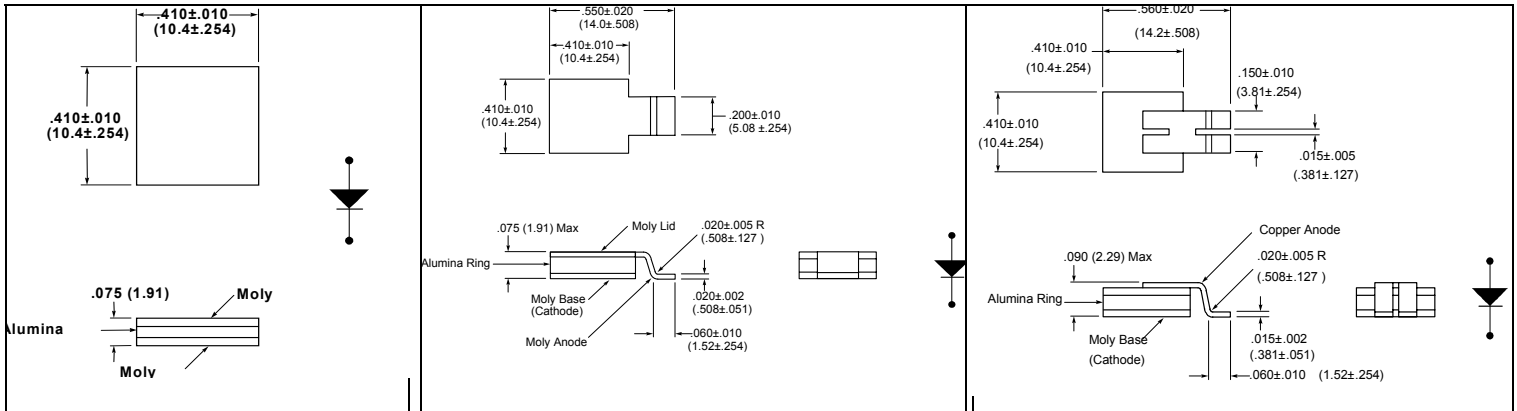 .410±.010
(10.4±.254)
.410±.010
(10.4±.254)
.075 (1.91)
Moly
Alumina
Moly
.550±.020
(14.0±.508)
.410±.010
(10.4±.254)
.410±.010
(10.4±.254)
.200±.010
(5.08 ±.254)
.075 (1.91) Max
Moly Lid
.020±.005 R
(.508±.127 )
Alumina Ring
Moly Base
(Cathode)
.020±.002
(.508±.051)
Moly Anode
.060±.010
(1.52±.254)
.560±.020
(14.2±.508)
.410±.010
(10.4±.254)
.150±.010
(3.81±.254)
.410±.010
(10.4±.254)
.015±.005
(.381±.127)
Copper Anode
.090 (2.29) Max
.020±.005 R
(.508±.127 )
Alumina Ring
Moly Base
(Cathode)
.015±.002
(.381±.051)
.060±.010 (1.52±.254)